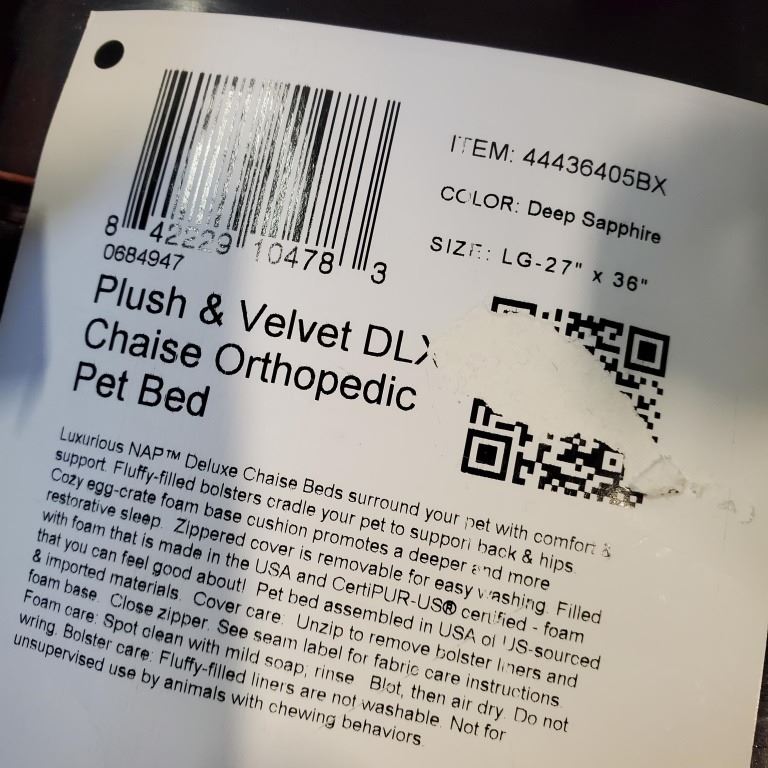 8 42229 10478 3
0684947
ITEM: 44436405BX
COLOR: Deep Sapphire
SIZE: LG-27" x 36"
Plush & Velvet DLX
Chaise Orthopedic
Pet Bed
Luxurious NAP™ Deluxe Chaise Beds surround your pet with comfort &
support. Fluffy-filled bolsters cradle your pet to support back & hips.
Cozy egg-crate foam base cushion promotes a deeper and more
restorative sleep. Zippered cover is removable for easy washing. Filled
with foam that is made in the USA and CertiPUR-US® certified - foam
that you can feel good about! Pet bed assembled in USA of US-sourced
& imported materials. Cover care: Unzip to remove bolster liners and
foam base. Close zipper. See seam label for fabric care instructions.
Foam care: Spot clean with mild soap; rinse. Blot, then air dry. Do not
wring. Bolster care: Fluffy-filled liners are not washable. Not for
unsupervised use by animals with chewing behaviors.